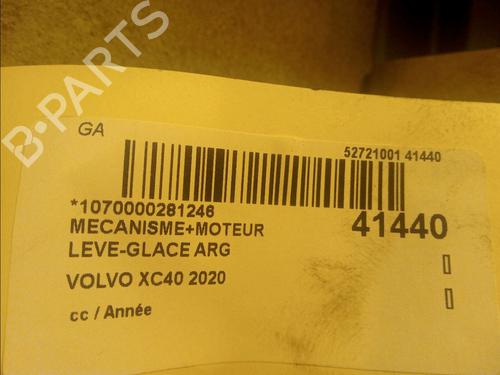 B-PARTS
GA
52721001 41440
*1070000281246
MECANISME+MOTEUR
41440
LEVE-GLACE ARG
VOLVO XC40 2020
cc / Année